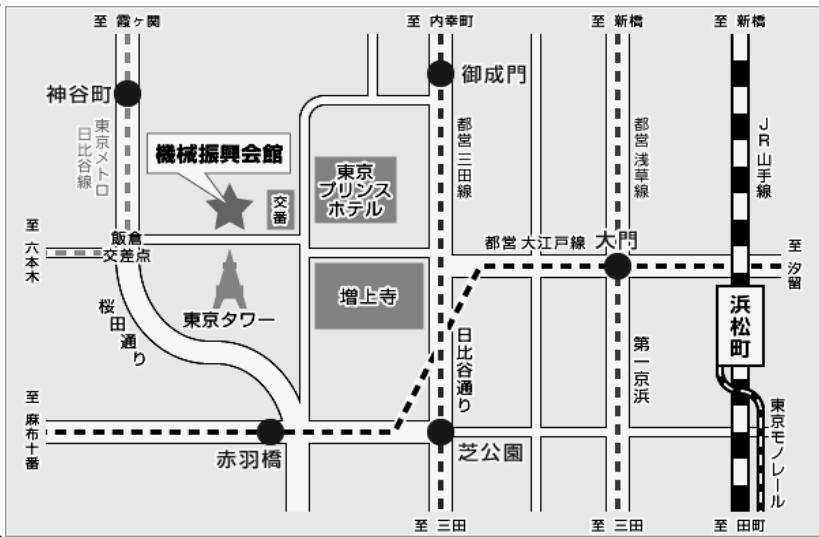 至 霞ヶ関
至 内幸町
至 新橋
至 新橋
神谷町
御成門
東京メトロ
日比谷線
機械振興会館
交番
東京
プリンス
ホテル
都営 三田線
都営 浅草線
JR 山手線
至 六本木
飯倉
交差点
都営 大江戸線
大門
至 汐留
東京タワー
増上寺
桜田通り
日比谷通り
第一京浜
浜松町
至 麻布十番
赤羽橋
芝公園
東京モノレール
至 三田
至 三田
至 田町